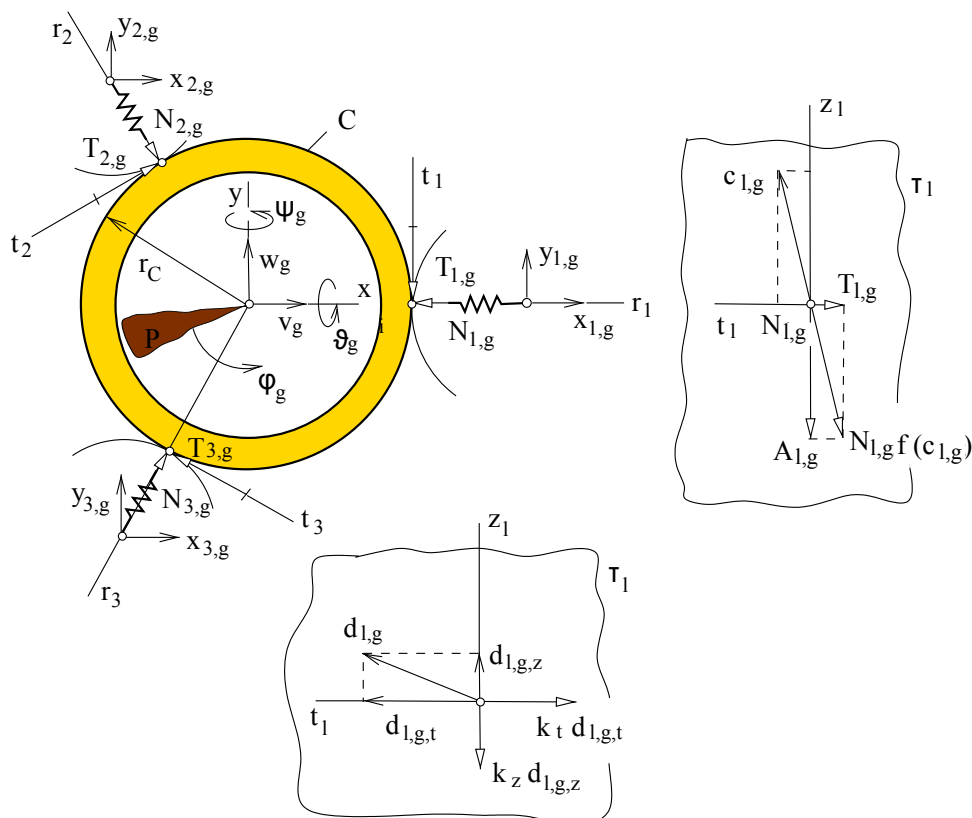 r2
y2,g
x2,g
N2,g
T2,g
C
t2
rC
y
ψg
wg
x
vg
ϑg
i
P
φg
t1
T1,g
N1,g
y1,g
x1,g
r1
T3,g
N3,g
y3,g
x3,g
t3
r3
z1
τ1
c1,g
T1,g
t1
N1,g
A1,g
N1,g f(c1,g)
z1
τ1
d1,g
d1,g,z
t1
d1,g,t
kt d1,g,t
kz d1,g,z